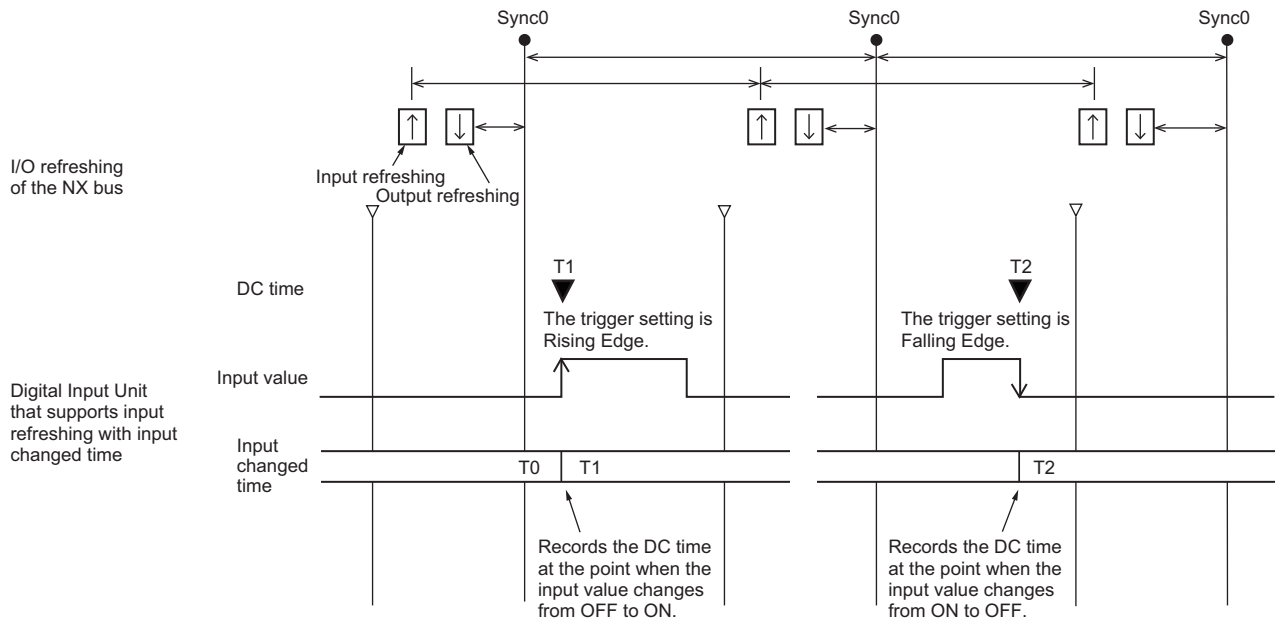 Sync0
Sync0
Sync0
I/O refreshing
of the NX bus
Input refreshing
Output refreshing
DC time
T1
T2
The trigger setting is
Rising Edge.
The trigger setting is
Falling Edge.
Digital Input Unit
that supports input
refreshing with input
changed time
Input value
Input
changed
time
T0
T1
T2
Records the DC time
at the point when the
input value changes
from OFF to ON.
Records the DC time
at the point when the
input value changes
from ON to OFF.